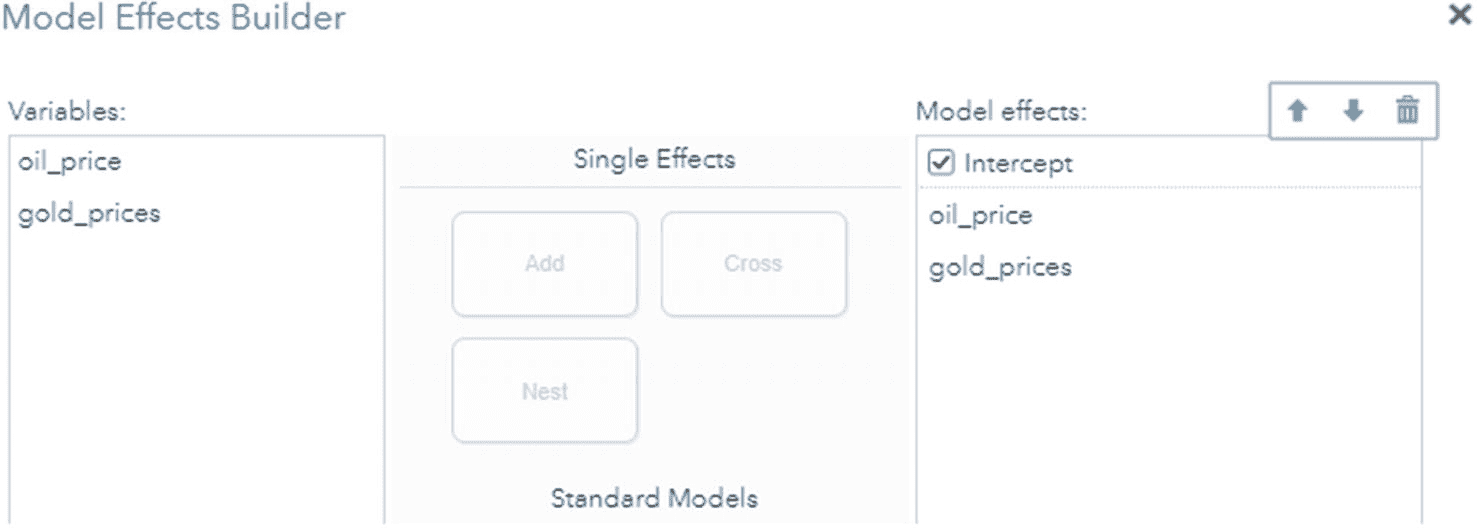 Model Effects Builder
Variables:
oil_price
gold_prices
Single Effects
Add
Cross
Nest
Standard Models
Model effects:
Intercept
oil_price
gold_prices